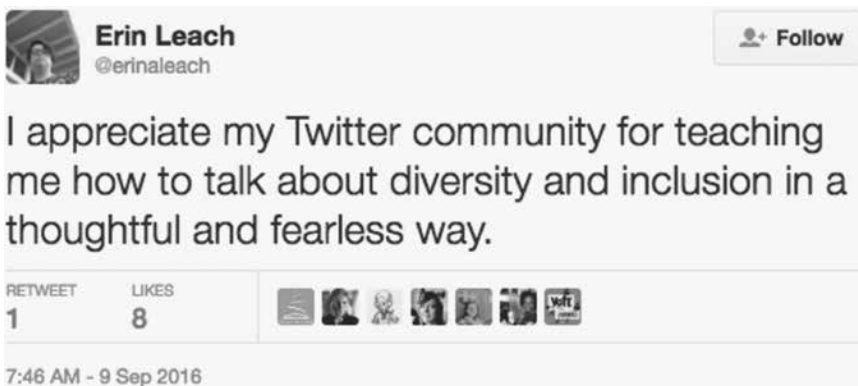 Erin Leach
@erinaleach
Follow
I appreciate my Twitter community for teaching
me how to talk about diversity and inclusion in a
thoughtful and fearless way.
RETWEET LIKES
1 8
7:46 AM - 9 Sep 2016